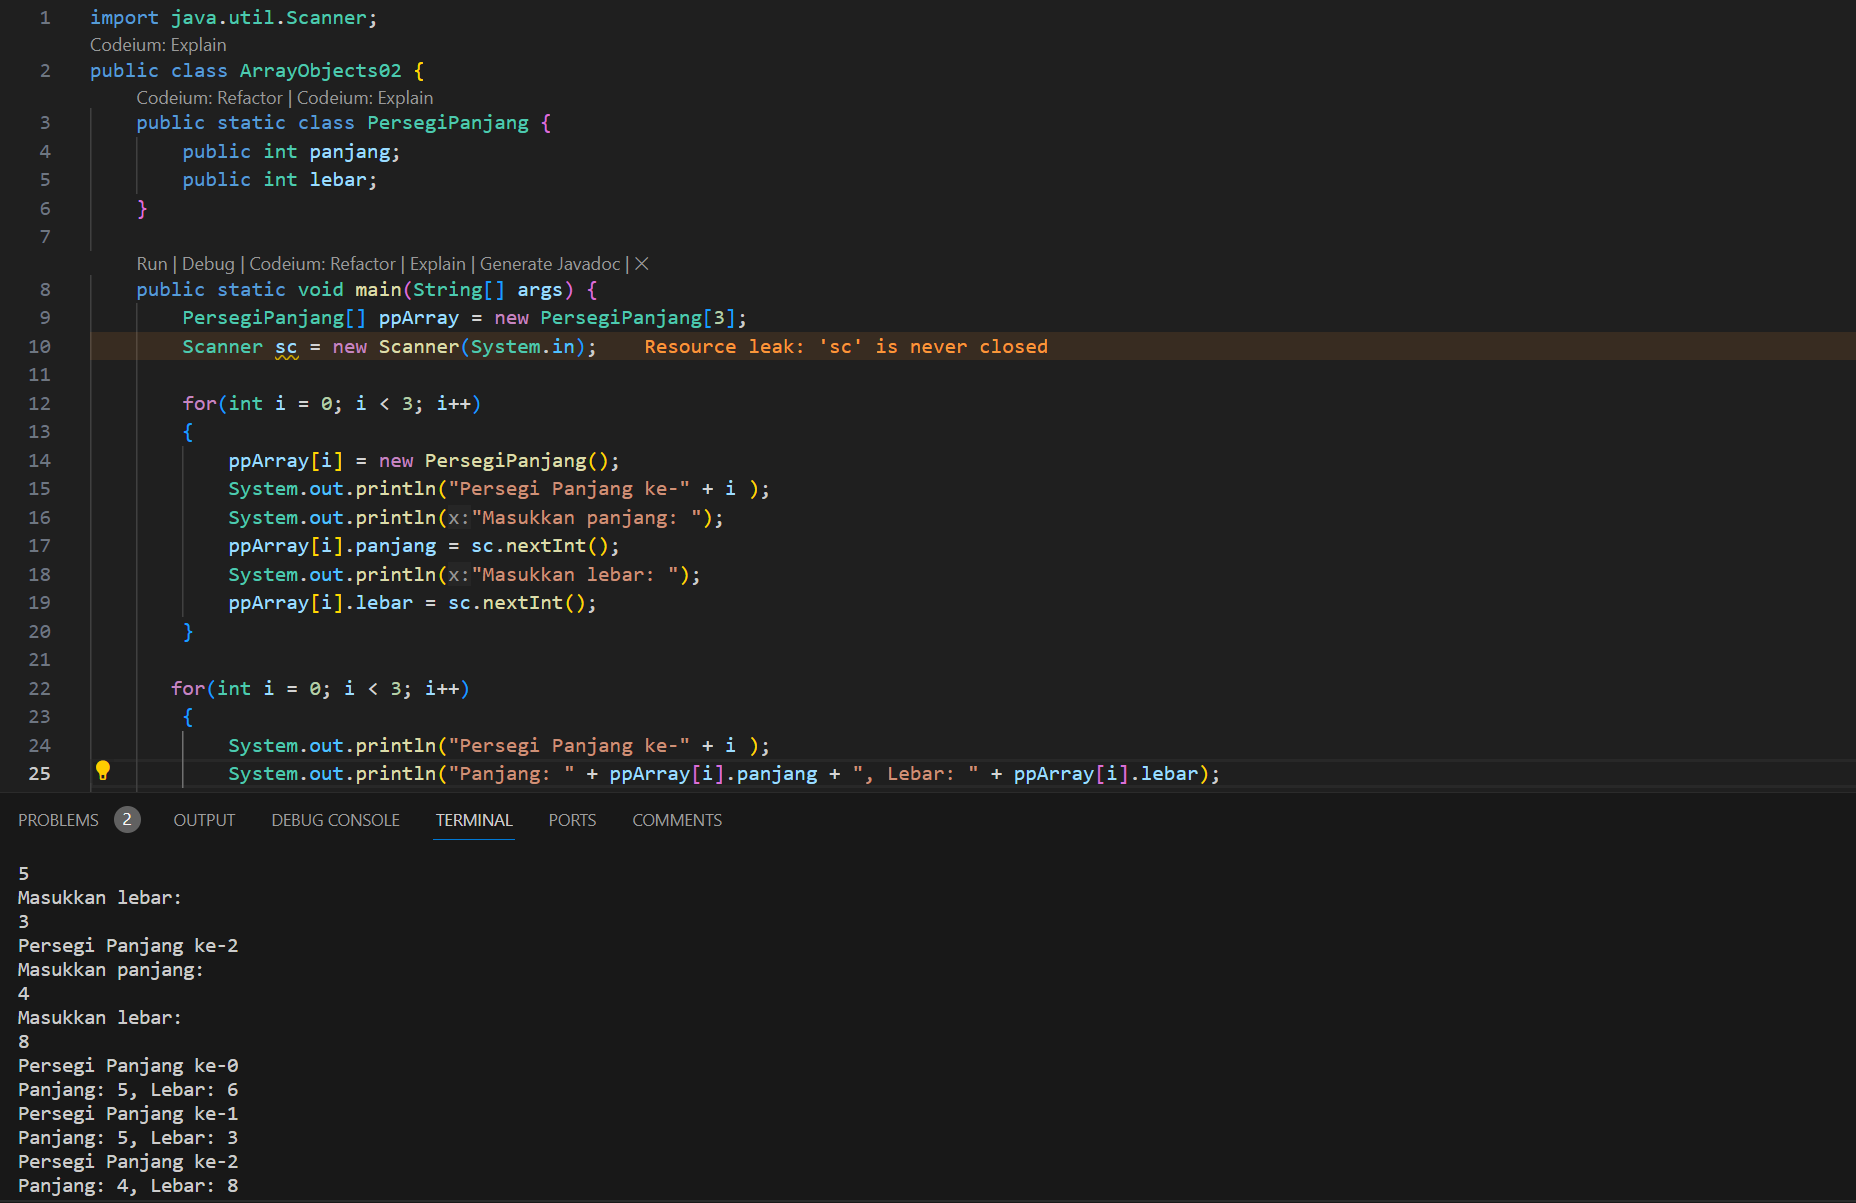 1 import java.util.Scanner;
Codeium: Explain
2 public class ArrayObjects02 {
Codeium: Refactor | Codeium: Explain
3 public static class PersegiPanjang {
4 public int panjang;
5 public int lebar;
6 }
7
Run | Debug | Codeium: Refactor | Explain | Generate Javadoc | ×
8 public static void main(String[] args) {
9 PersegiPanjang[] ppArray = new PersegiPanjang[3];
10 Scanner sc = new Scanner(System.in); Resource leak: 'sc' is never closed
11
12 for(int i = 0; i < 3; i++)
13 {
14 ppArray[i] = new PersegiPanjang();
15 System.out.println("Persegi Panjang ke-" + i );
16 System.out.println(x:"Masukkan panjang: ");
17 ppArray[i].panjang = sc.nextInt();
18 System.out.println(x:"Masukkan lebar: ");
19 ppArray[i].lebar = sc.nextInt();
20 }
21
22 for(int i = 0; i < 3; i++)
23 {
24 System.out.println("Persegi Panjang ke-" + i );
25 System.out.println("Panjang: " + ppArray[i].panjang + ", Lebar: " + ppArray[i].lebar);
PROBLEMS 2 OUTPUT DEBUG CONSOLE TERMINAL PORTS COMMENTS
5
Masukkan lebar:
3
Persegi Panjang ke-2
Masukkan panjang:
4
Masukkan lebar:
8
Persegi Panjang ke-0
Panjang: 5, Lebar: 6
Persegi Panjang ke-1
Panjang: 5, Lebar: 3
Persegi Panjang ke-2
Panjang: 4, Lebar: 8